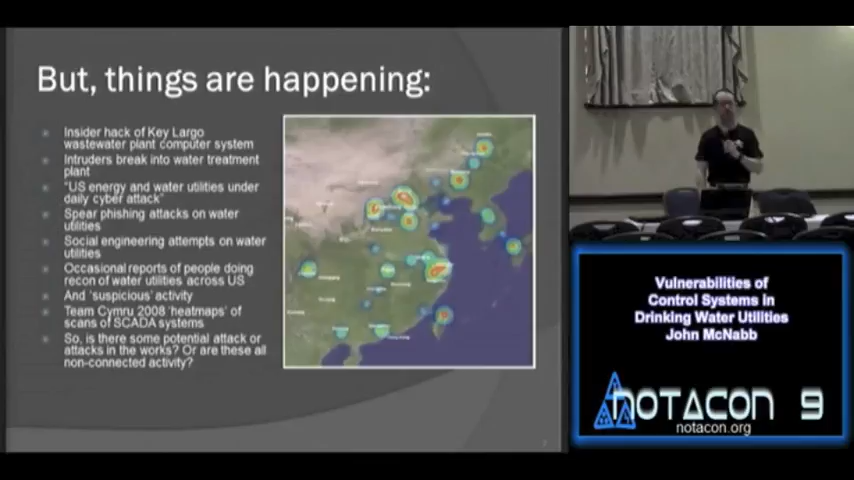 But, things are happening:
Insider hack of Key Largo
wastewater plant computer system
Intruders break into water treatment
plant
"US energy and water utilities under
daily cyber attack"
Spear phishing attacks on water
utilities
Social engineering attempts on water
utilities
Occasional reports of people doing
recon of water utilities across US
And 'suspicious' activity
Team Cymru 2008 'heatmaps' of
scans of SCADA systems
So, is there some potential attack or
attacks in the works? Or are these all
non-connected activity?
Vulnerabilities of
Control Systems in
Drinking Water Utilities
John McNabb
NOTACON 9
notacon.org